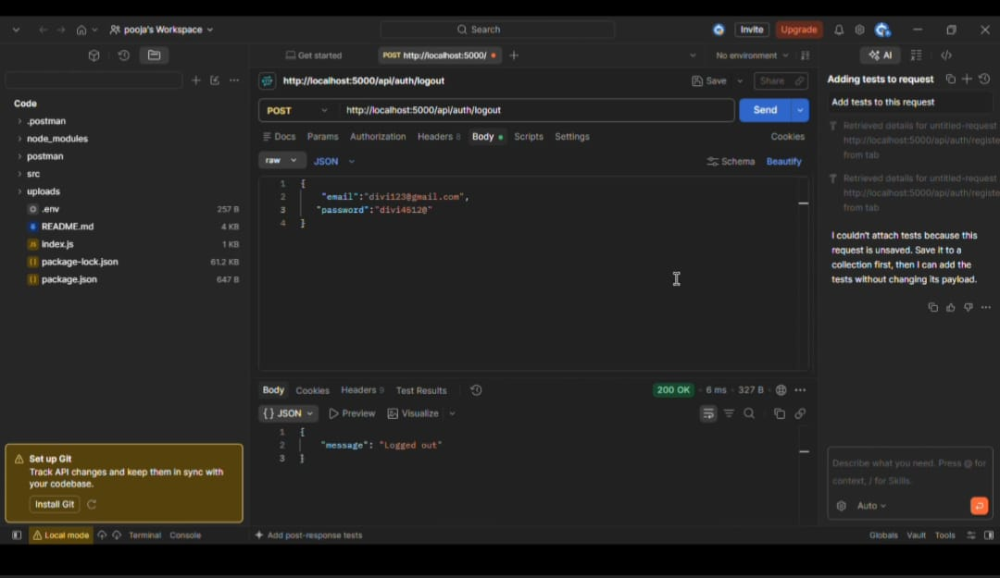 pooja's Workspace
Search
Invite
Upgrade
Get started
POST http://localhost:5000/
No environment
AI
http://localhost:5000/api/auth/logout
Save
Share
Adding tests to request
Code
.postman
node_modules
postman
src
uploads
.env 257 B
README.md 4 KB
index.js 1 KB
package-lock.json 61.2 KB
package.json 647 B
POST
http://localhost:5000/api/auth/logout
Send
Docs
Params
Authorization
Headers 8
Body
Scripts
Settings
Cookies
raw
JSON
Schema
Beautify
1 {
2 "email":"divi123@gmail.com",
3 "password":"divi4512@"
4 }
Body
Cookies
Headers 9
Test Results
200 OK
6 ms
327 B
{ } JSON
Preview
Visualize
1 {
2 "message": "Logged out"
3 }
Add tests to this request
Retrieved details for untitled-request
http://localhost:5000/api/auth/registe
from tab
Retrieved details for untitled-request
http://localhost:5000/api/auth/registe
from tab
I couldn't attach tests because this
request is unsaved. Save it to a
collection first, then I can add the
tests without changing its payload.
Describe what you need. Press @ for
context, / for Skills.
Auto
Set up Git
Track API changes and keep them in sync with
your codebase.
Install Git
Local mode
Terminal
Console
Add post-response tests
Globals
Vault
Tools